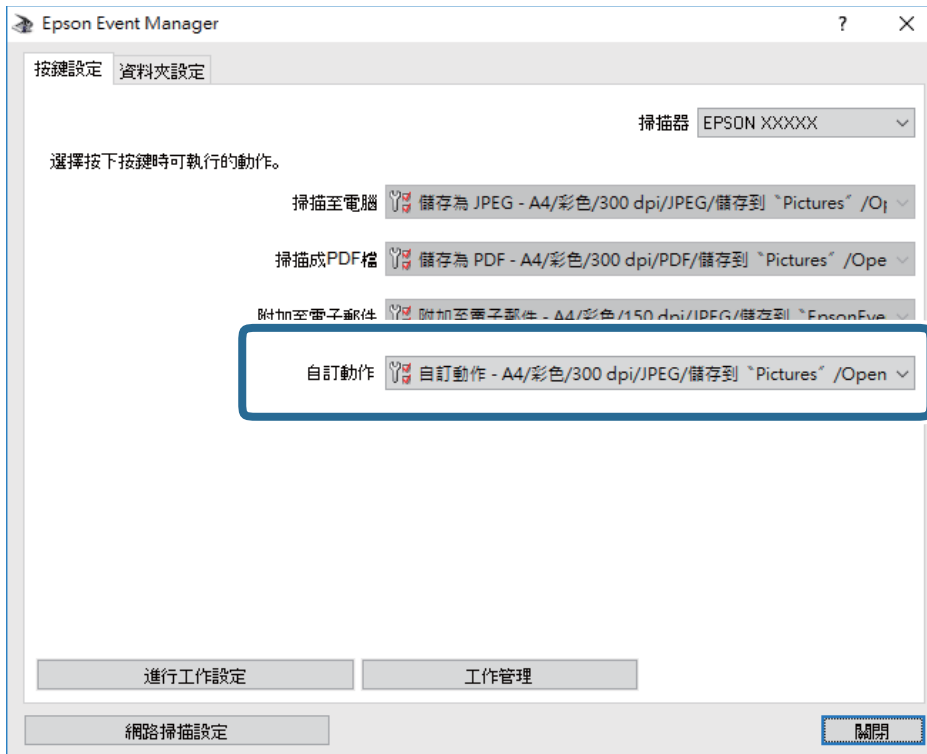 Epson Event Manager
按鍵設定 資料夾設定
掃描器 EPSON XXXXX
選擇按下按鍵時可執行的動作。
掃描至電腦 儲存為 JPEG - A4/彩色/300 dpi/JPEG/儲存到〝Pictures〞/Op
掃描成PDF檔 儲存為 PDF - A4/彩色/300 dpi/PDF/儲存到〝Pictures〞/Ope
附加至電子郵件 附加至電子郵件 - A4/彩色/150 dpi/JPEG/儲存到〝EpsonEve
自訂動作 自訂動作 - A4/彩色/300 dpi/JPEG/儲存到〝Pictures〞/Open
進行工作設定 工作管理
網路掃描設定 關閉